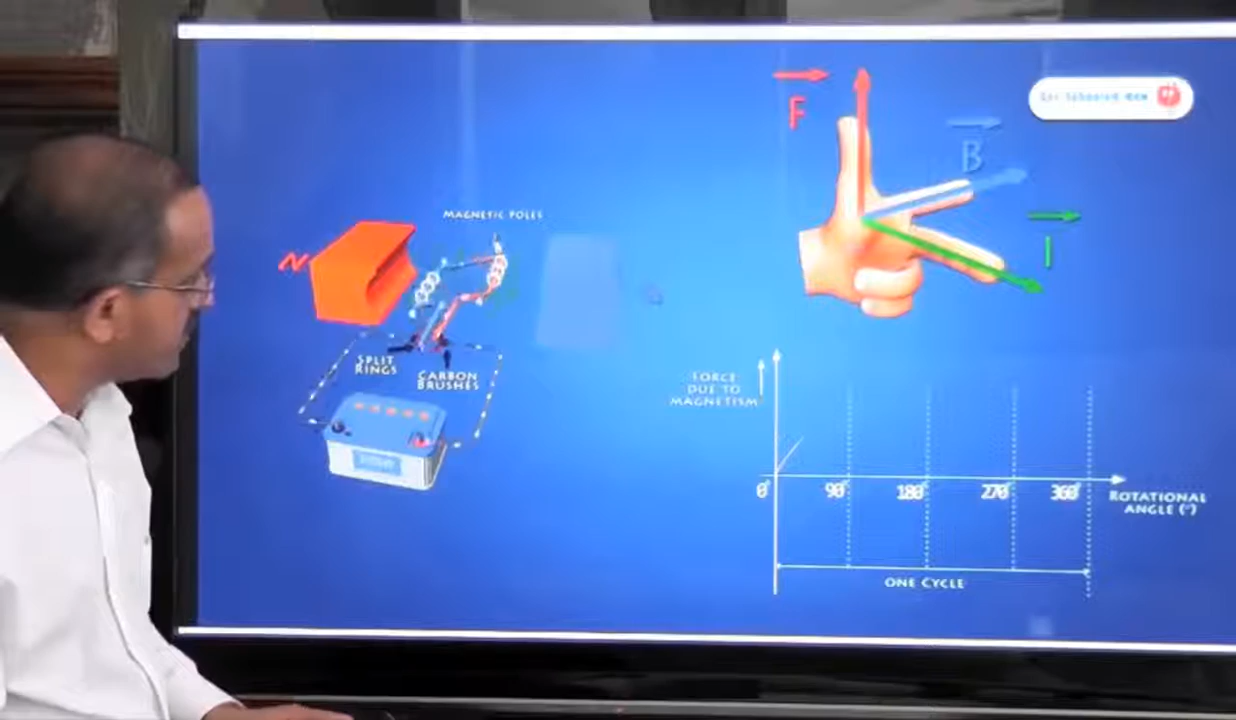 F
B
I
MAGNETIC POLES
N
SPLIT
RINGS
CARBON
BRUSHES
FORCE
DUE TO
MAGNETISM
0°
90°
180°
270°
360°
ROTATIONAL
ANGLE (°)
ONE CYCLE